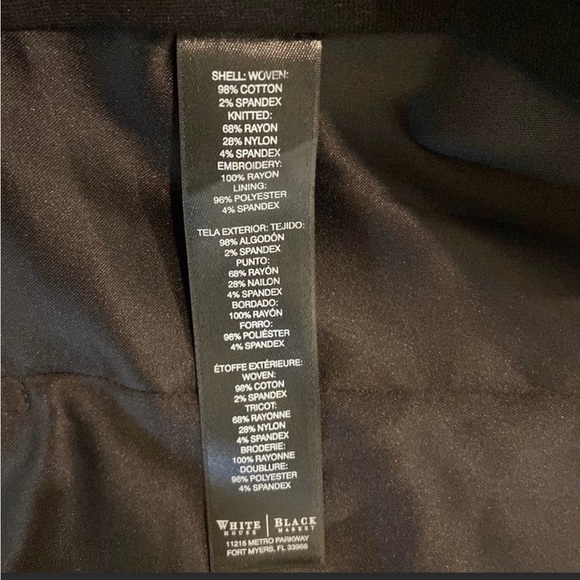 SHELL: WOVEN:
98% COTTON
2% SPANDEX
KNITTED:
68% RAYON
28% NYLON
4% SPANDEX
EMBROIDERY:
100% RAYON
LINING:
96% POLYESTER
4% SPANDEX
TELA EXTERIOR: TEJIDO:
98% ALGODÓN
2% SPANDEX
PUNTO:
68% RAYÓN
28% NAILON
4% SPANDEX
BORDADO:
100% RAYÓN
FORRO:
96% POLIÉSTER
4% SPANDEX
ÉTOFFE EXTÉRIEURE:
WOVEN:
98% COTON
2% SPANDEX
TRICOT:
68% RAYONNE
28% NYLON
4% SPANDEX
BRODERIE:
100% RAYONNE
DOUBLURE:
96% POLYESTER
4% SPANDEX
WHITE | BLACK
HOUSE | MARKET
11215 METRO PARKWAY
FORT MYERS, FL 33966